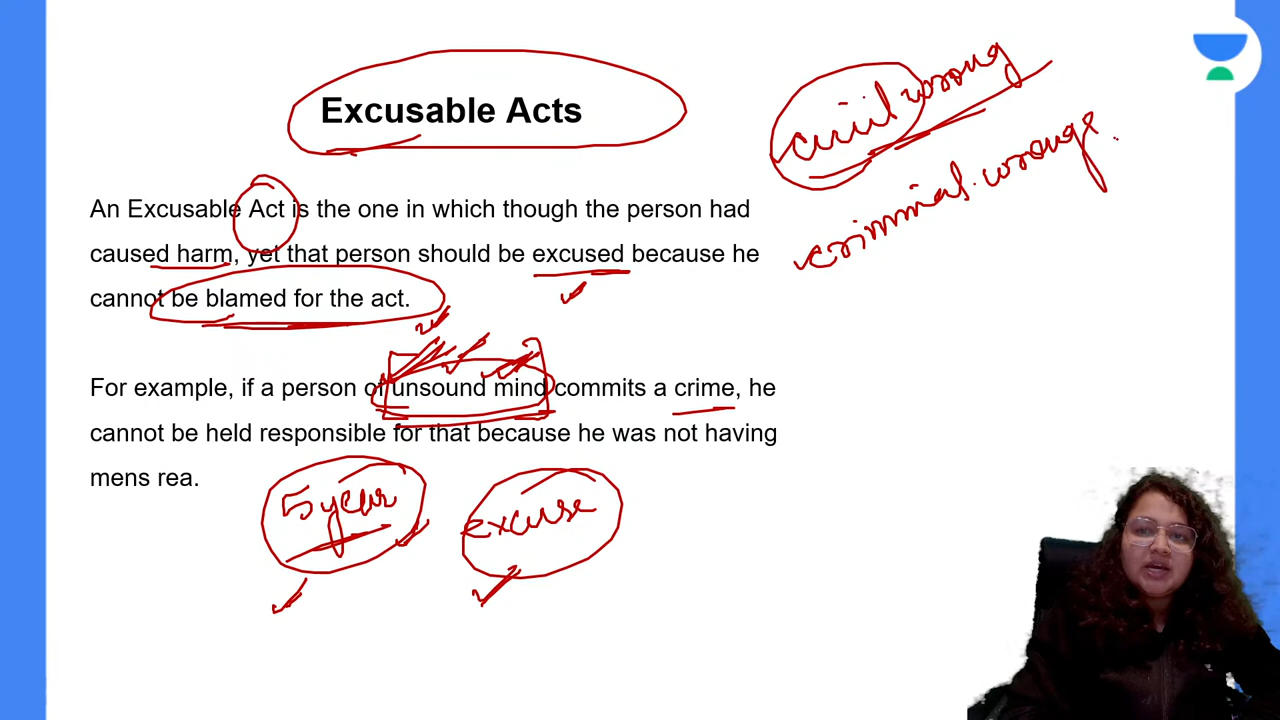 Excusable Acts
civil wrong
criminal wrongs.
An Excusable Act is the one in which though the person had
caused harm, yet that person should be excused because he
cannot be blamed for the act.
For example, if a person of unsound mind commits a crime, he
cannot be held responsible for that because he was not having
mens rea.
5 year
excuse